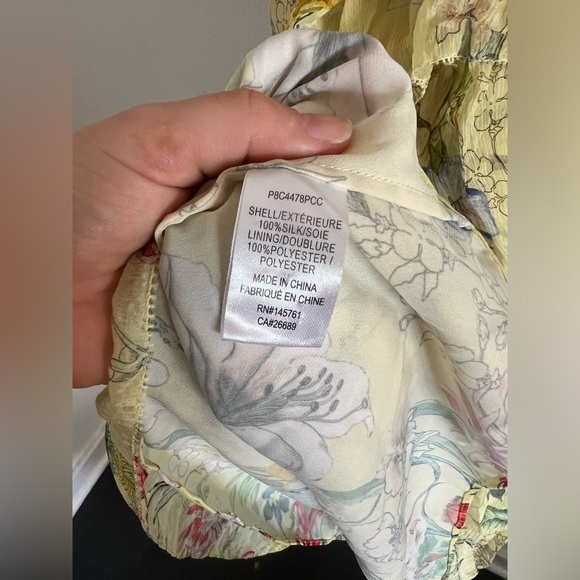 P8C4478PCC
SHELL/EXTÉRIEURE
100%SILK/SOIE
LINING/DOUBLURE
100%POLYESTER /
POLYESTER
MADE IN CHINA
FABRIQUÉ EN CHINE
RN#145761
CA#26689